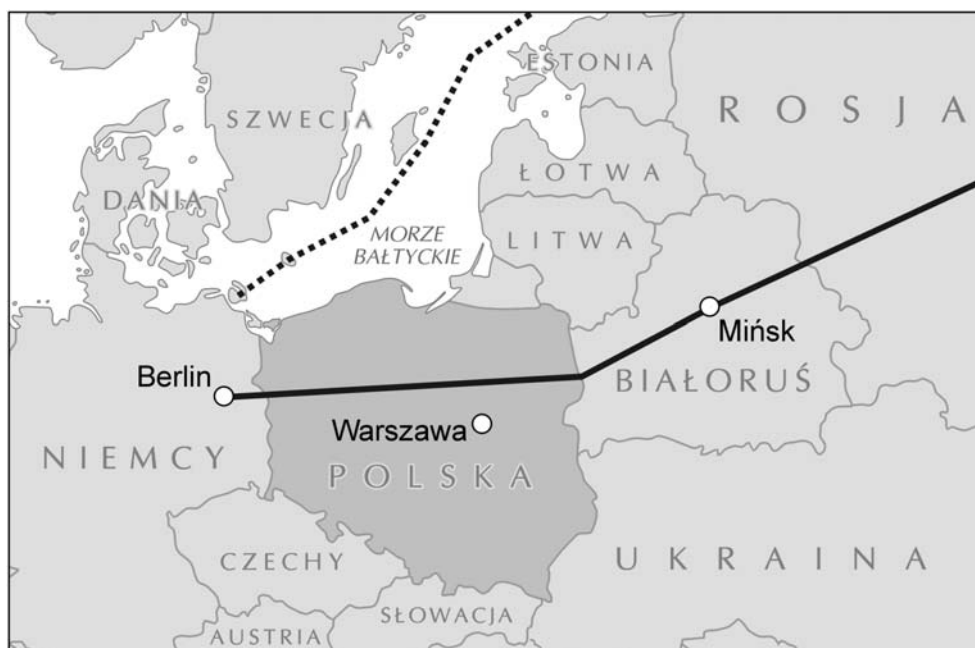 ESTONIA
SZWECJA
ROSJA
ŁOTWA
DANIA
MORZE
BAŁTYCKIE
LITWA
Mińsk
Berlin
BIAŁORUŚ
Warszawa
NIEMCY
POLSKA
CZECHY
UKRAINA
SŁOWACJA
AUSTRIA